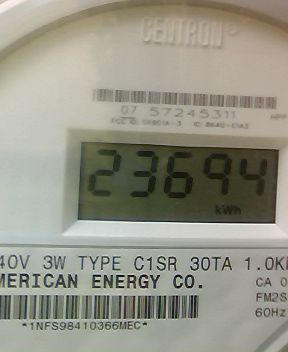 CENTRON®
07 57245311
23694
kWh
40V 3W TYPE C1SR 30TA 1.0K
MERICAN ENERGY CO.
CA 0
FM2S
60Hz
*1NFS98410366MEC*